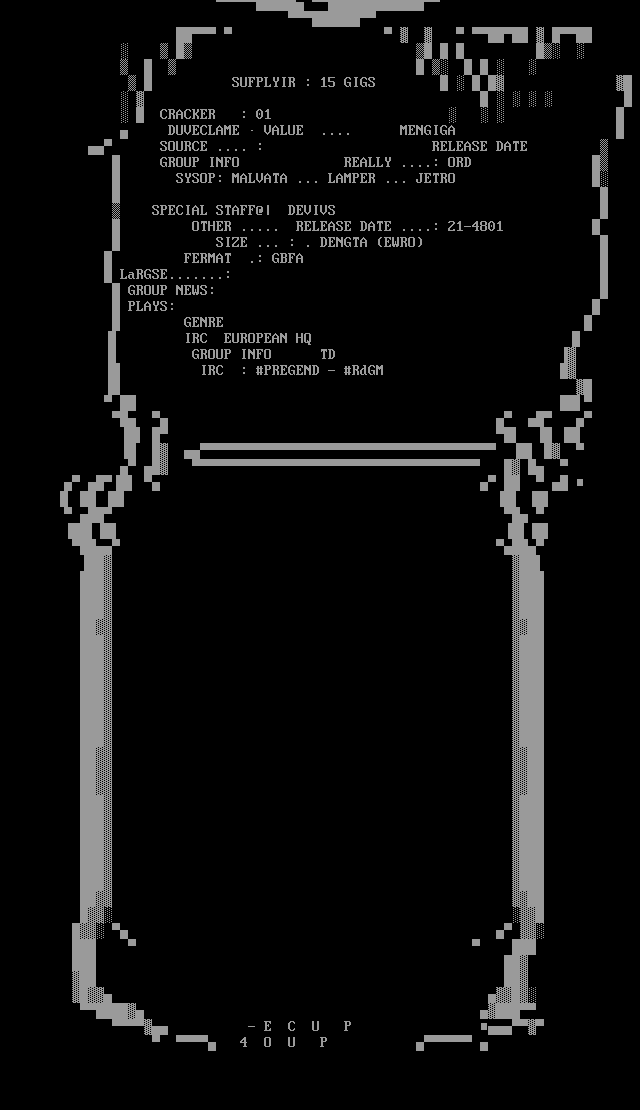 SUFPLYIR : 15 GIGS
CRACKER : 01
DUVECLAME · VALUE .... MENGIGA
SOURCE .... : RELEASE DATE
GROUP INFO REALLY ....: ORD
SYSOP: MALVATA ... LAMPER ... JETRO
SPECIAL STAFF@| DEVIVS
OTHER ..... RELEASE DATE ....: 21-4801
SIZE ... : . DENGTA (EWRO)
FERMAT .: GBFA
LaRGSE.......:
GROUP NEWS:
PLAYS:
GENRE
IRC EUROPEAN HQ
GROUP INFO TD
IRC : #PREGEND - #RdGM
- E C U P
4 O U P